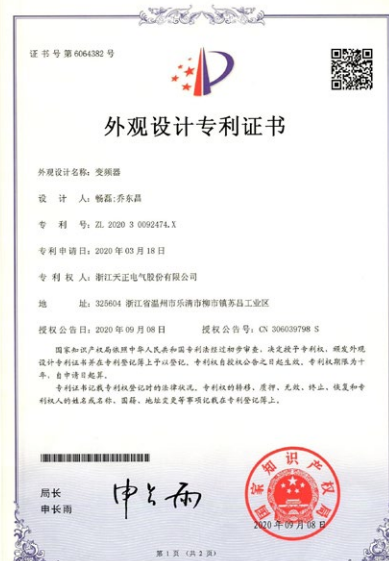 证书号第6064382号
外观设计专利证书
外观设计名称：变频器
设计人：杨磊;乔东昌
专利号：ZL 2020 3 0092474.X
专利申请日：2020年03月18日
专利权人：浙江天正电气股份有限公司
地址：325604 浙江省温州市乐清市柳市镇苏吕工业区
授权公告日：2020年09月08日 授权公告号：CN 306039798 S
国家知识产权局依照中华人民共和国专利法经过初步审查，决定授予专利权，颁发外观
设计专利证书并在专利登记簿上予以登记。专利权自授权公告之日起生效。专利权期限为十
年，自申请日起算。
专利证书记载专利权登记时的法律状况。专利权的转移、质押、无效、终止、恢复和专
利权人的姓名或名称、国籍、地址变更等事项记载在专利登记簿上。
局长
申长雨
申长雨
国家知识产权局
2020年09月08日
第1页（共2页）